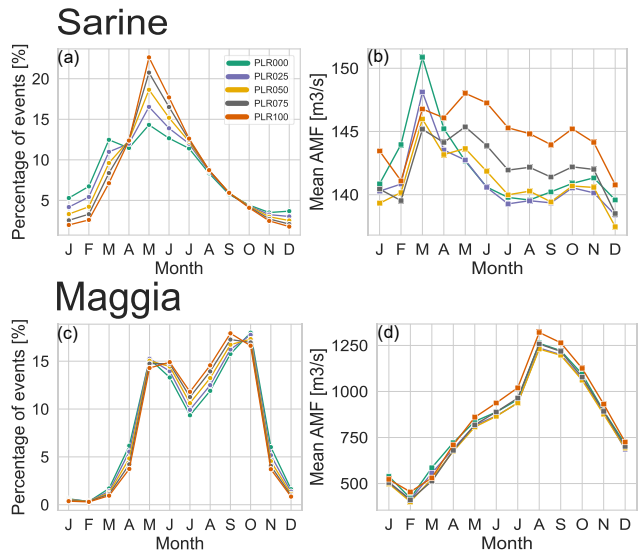 Sarine
(a)
Percentage of events [%]
20
15
10
5
PLR000
PLR025
PLR050
PLR075
PLR100
J F M A M J J A S O N D
Month
(b)
Mean AMF [m3/s]
150
145
140
J F M A M J J A S O N D
Month
Maggia
(c)
Percentage of events [%]
15
10
5
0
J F M A M J J A S O N D
Month
(d)
Mean AMF [m3/s]
1250
1000
750
500
J F M A M J J A S O N D
Month